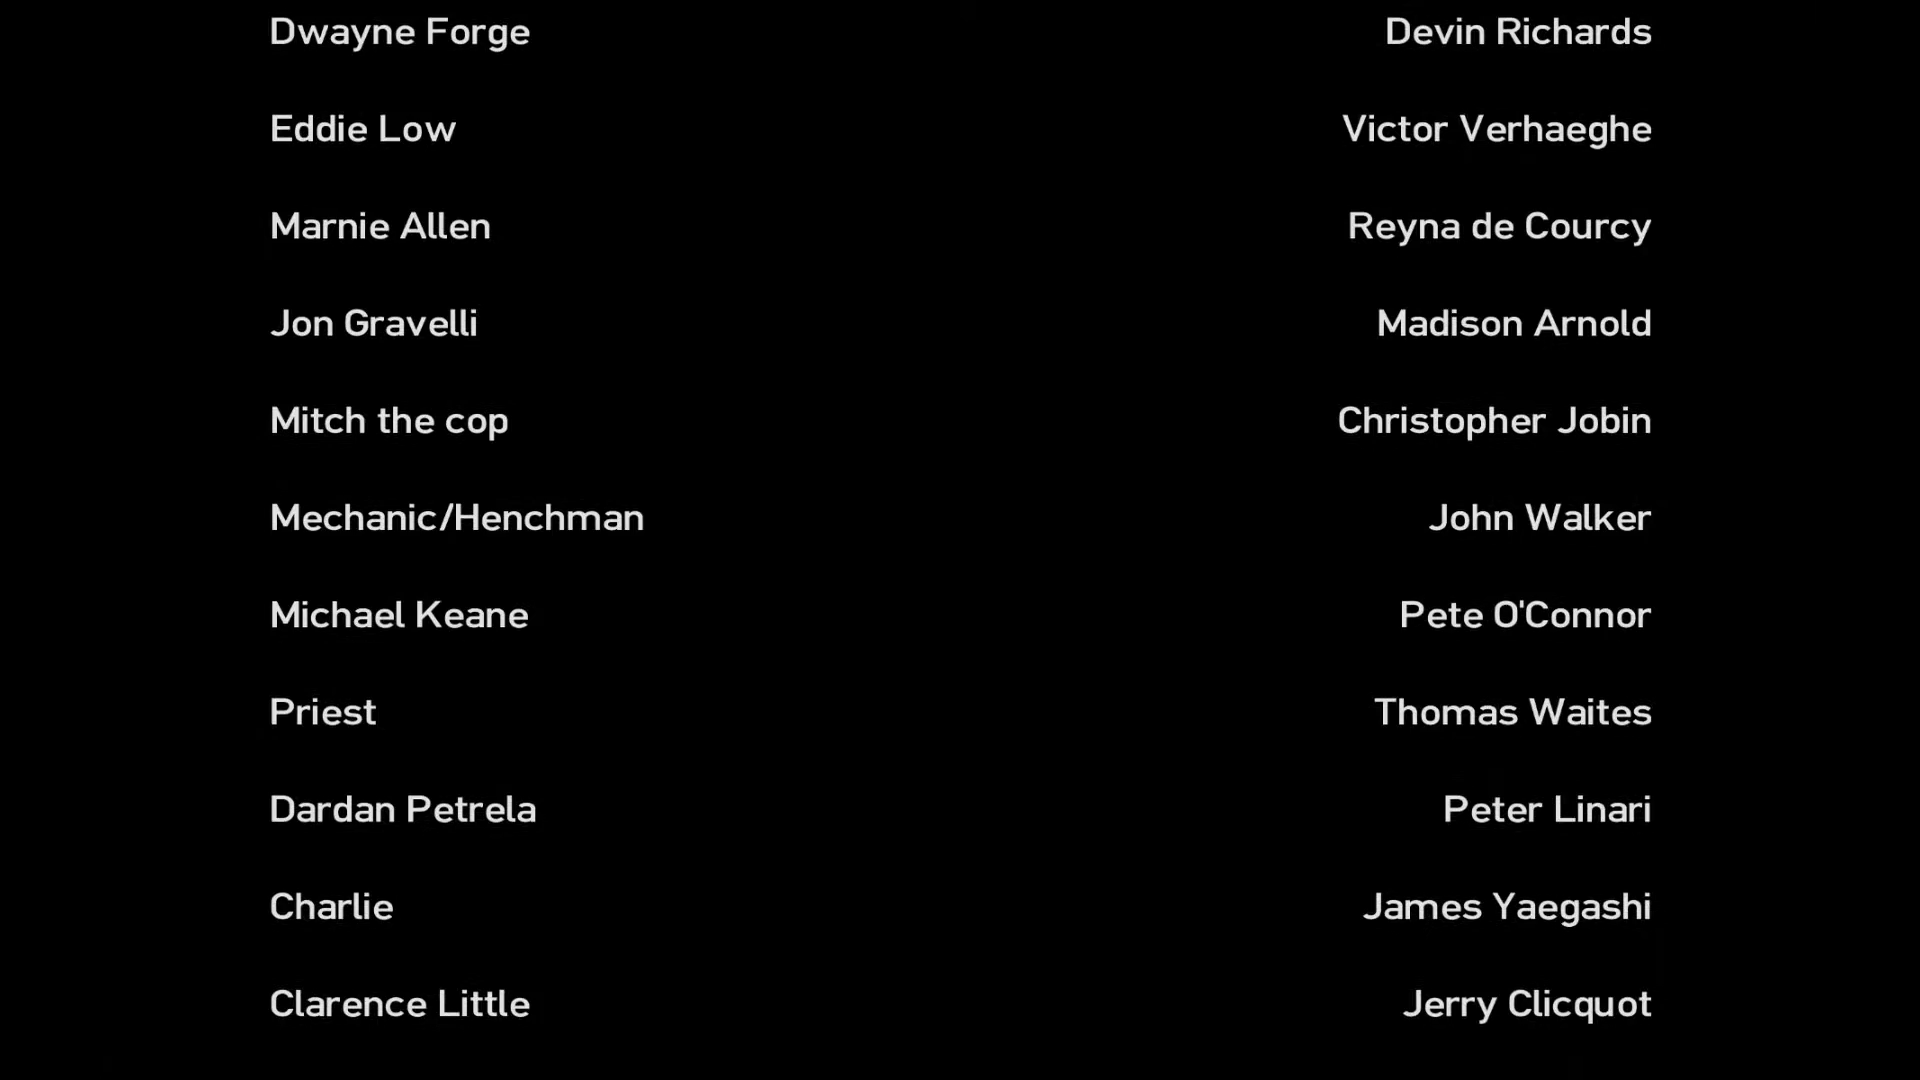 Dwayne Forge Devin Richards
Eddie Low Victor Verhaeghe
Marnie Allen Reyna de Courcy
Jon Gravelli Madison Arnold
Mitch the cop Christopher Jobin
Mechanic/Henchman John Walker
Michael Keane Pete O'Connor
Priest Thomas Waites
Dardan Petrela Peter Linari
Charlie James Yaegashi
Clarence Little Jerry Clicquot